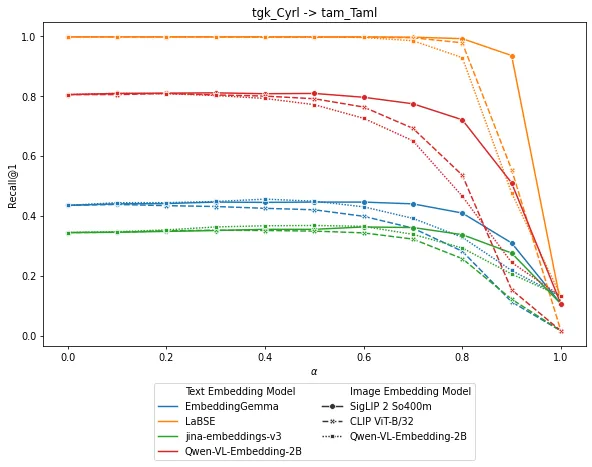 tgk_Cyrl -> tam_Taml
Recall@1
1.0
0.8
0.6
0.4
0.2
0.0
0.0 0.2 0.4 0.6 0.8 1.0
α
Text Embedding Model Image Embedding Model
EmbeddingGemma SigLIP 2 So400m
LaBSE CLIP ViT-B/32
jina-embeddings-v3 Qwen-VL-Embedding-2B
Qwen-VL-Embedding-2B